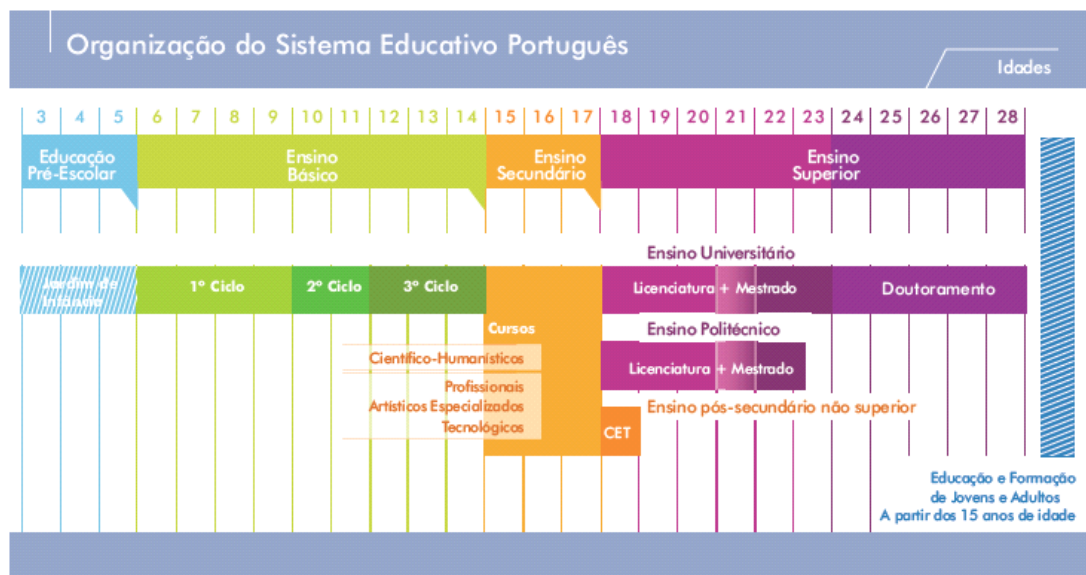 Organização do Sistema Educativo Português
Idades
3 4 5 6 7 8 9 10 11 12 13 14 15 16 17 18 19 20 21 22 23 24 25 26 27 28
Educação
Pré-Escolar
Ensino
Básico
Ensino
Secundário
Ensino
Superior
Ensino Universitário
Jardim de
Infância
1º Ciclo
2º Ciclo
3º Ciclo
Licenciatura + Mestrado
Doutoramento
Cursos
Ensino Politécnico
Científico-Humanísticos
Licenciatura + Mestrado
Profissionais
Artísticos Especializados
Tecnológicos
Ensino pós-secundário não superior
CET
Educação e Formação
de Jovens e Adultos
A partir dos 15 anos de idade